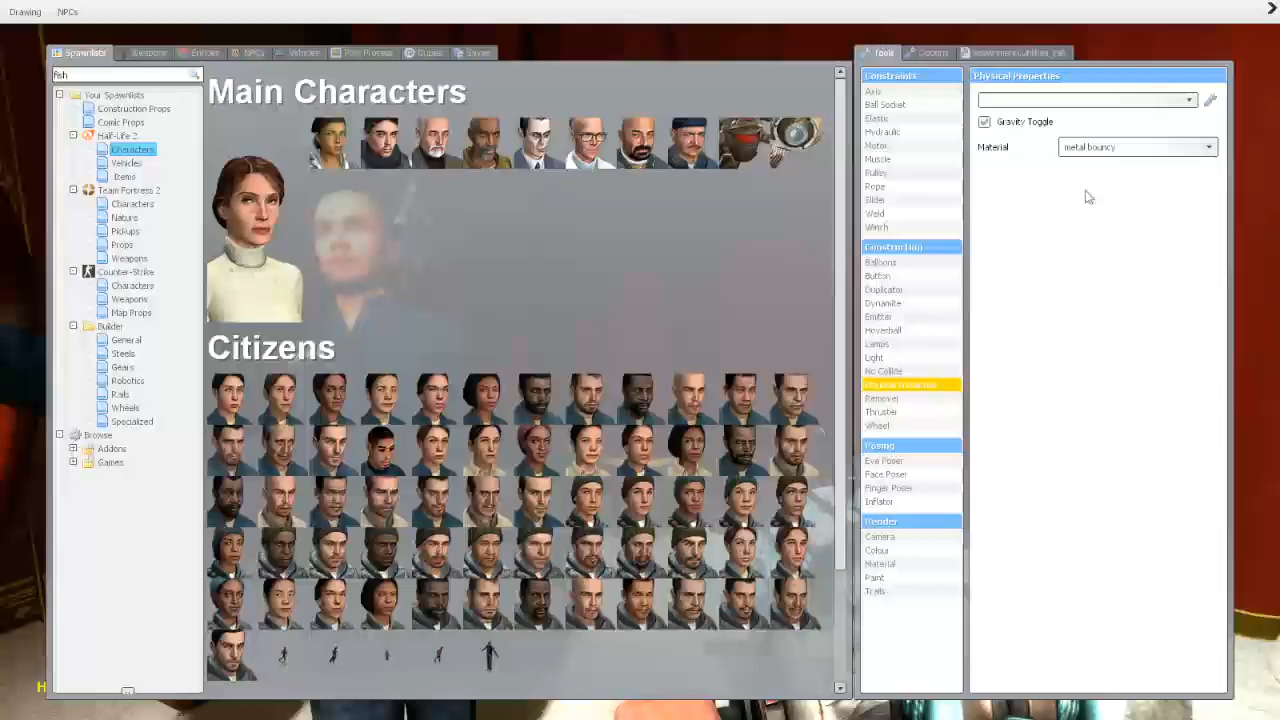 Drawing NPCs
Spawnlists Weapons Entities NPCs Vehicles Post Process Dupes Saves
Tools Options
fish
Your Spawnlists
Construction Props
Comic Props
Half-Life 2
Characters
Vehicles
Items
Team Fortress 2
Characters
Nature
Pickups
Props
Weapons
Counter-Strike
Characters
Weapons
Map Props
Builder
General
Steels
Gears
Robotics
Rails
Wheels
Specialized
Browse
Addons
Games
Main Characters
Citizens
Constraints
Axis
Ball Socket
Elastic
Hydraulic
Motor
Muscle
Pulley
Rope
Slider
Weld
Winch
Construction
Balloons
Button
Duplicator
Dynamite
Emitter
Hoverball
Lamps
Light
No Collide
Physical Properties
Remover
Thruster
Wheel
Posing
Eye Poser
Face Poser
Finger Poser
Inflator
Render
Camera
Colour
Material
Paint
Trails
Physical Properties
Gravity Toggle
Material metal bouncy
H